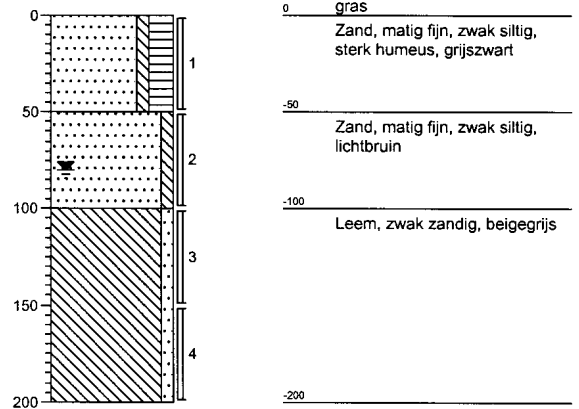 0
50
100
150
200
1
2
3
4
0
gras
Zand, matig fijn, zwak siltig,
sterk humeus, grijszwart
-50
Zand, matig fijn, zwak siltig,
lichtbruin
-100
Leem, zwak zandig, beigegrijs
-200